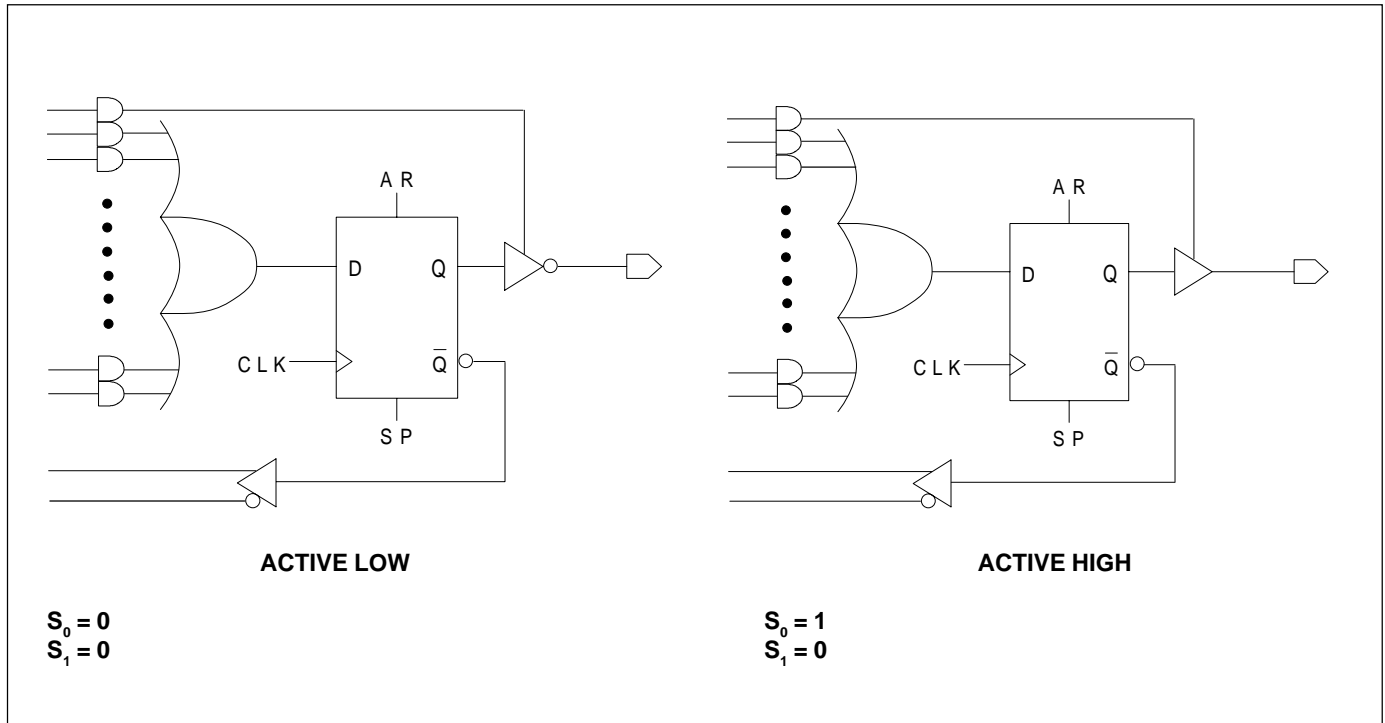 AR
D Q
CLK Q̅
SP
ACTIVE LOW
S₀ = 0
S₁ = 0
AR
D Q
CLK Q̅
SP
ACTIVE HIGH
S₀ = 1
S₁ = 0